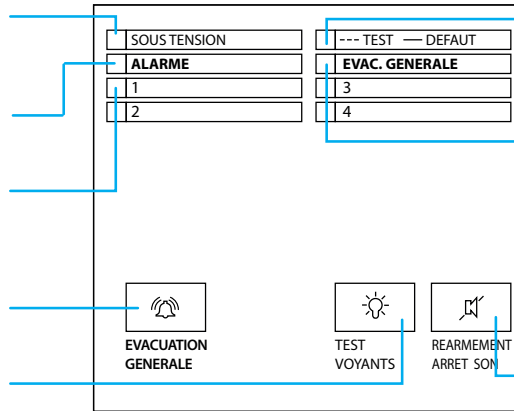 SOUS TENSION
--- TEST — DEFAUT
ALARME
EVAC. GENERALE
1
3
2
4
EVACUATION
GENERALE
TEST
VOYANTS
REARMEMENT
ARRET SON